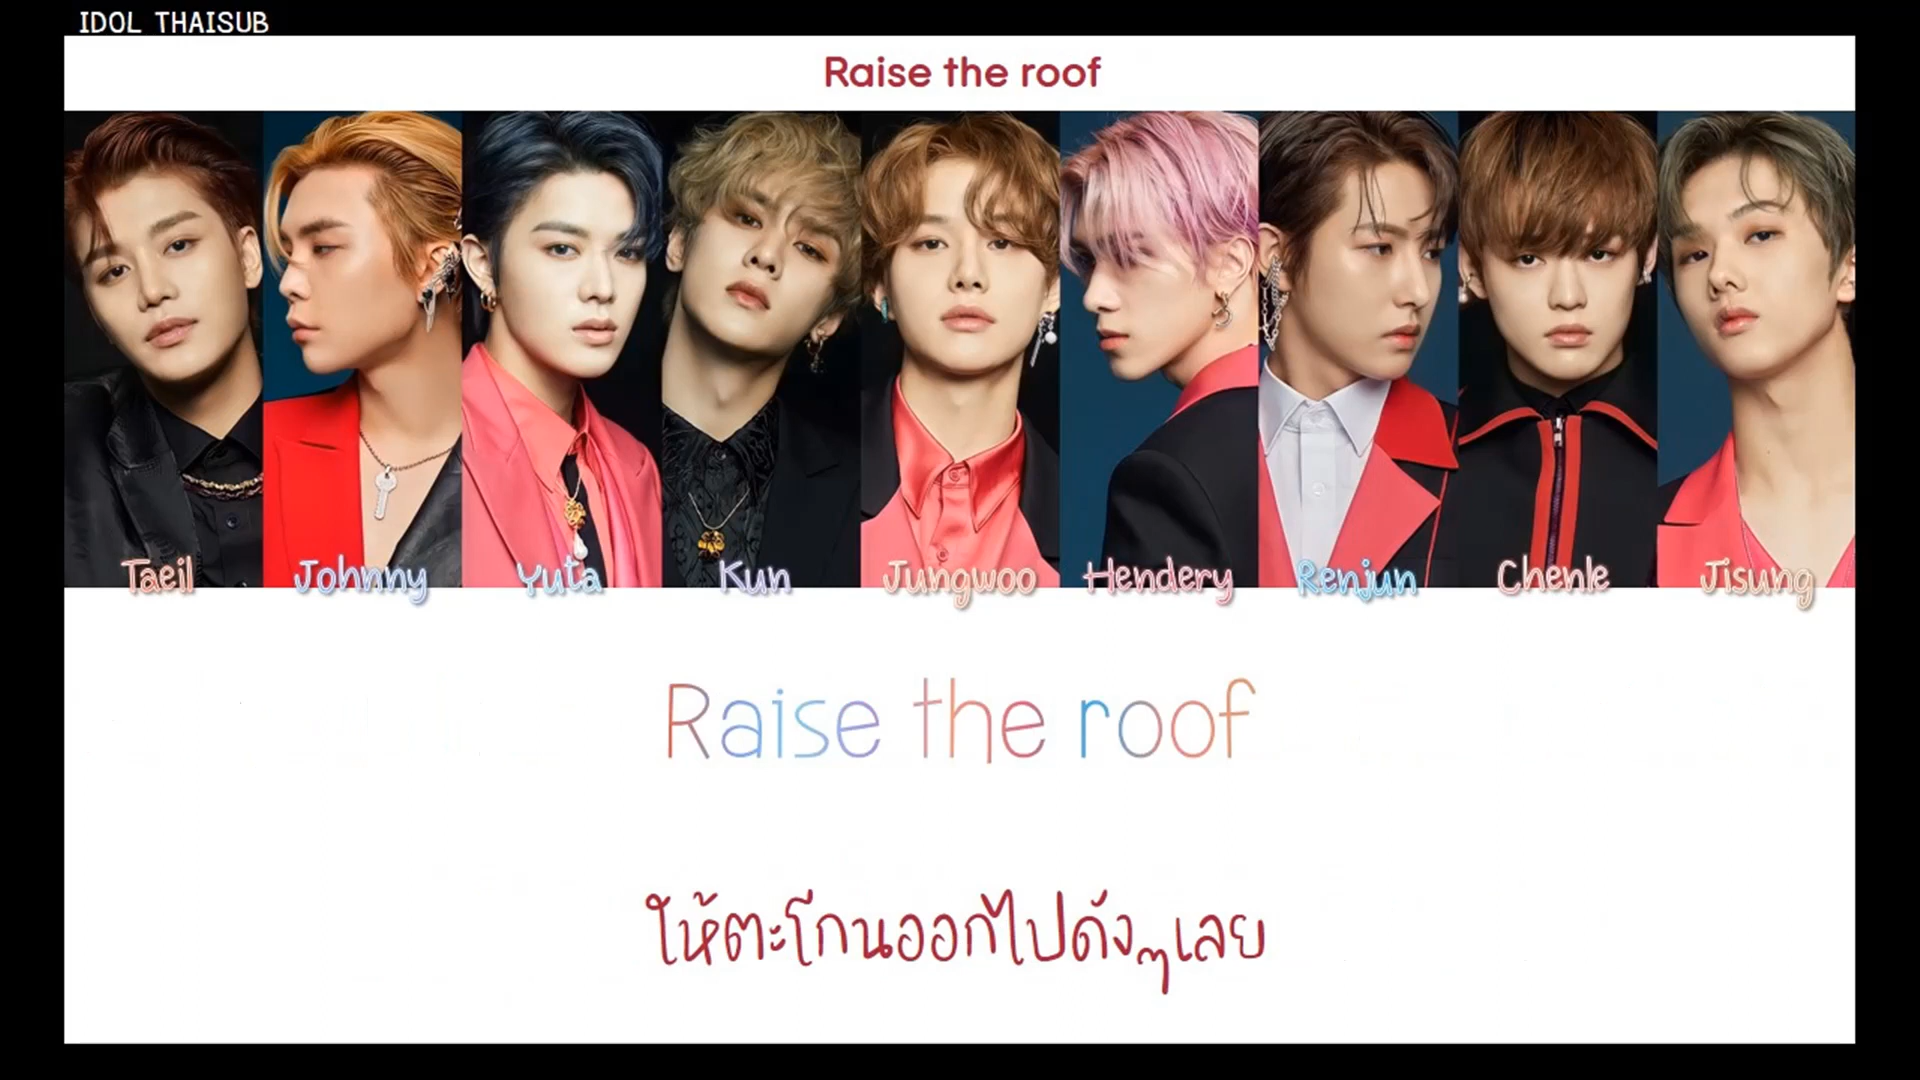 IDOL THAISUB
Raise the roof
Taeil Johnny Yuta Kun Jungwoo Hendery Renjun Chenle Jisung
Raise the roof
ให้ตะโกนออกไปดังๆเลย